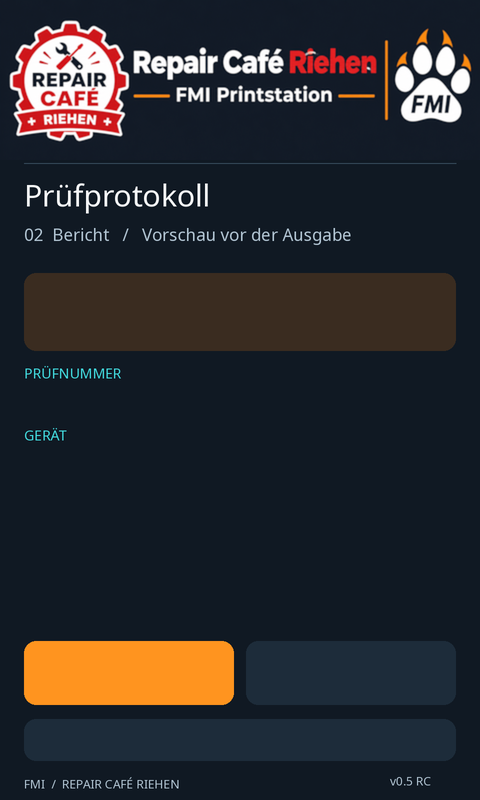 REPAIR
CAFÉ
RIEHEN
Repair Café Riehen
FMI Printstation
FMI
Prüfprotokoll
02 Bericht / Vorschau vor der Ausgabe
PRÜFNUMMER
GERÄT
FMI / REPAIR CAFÉ RIEHEN
v0.5 RC